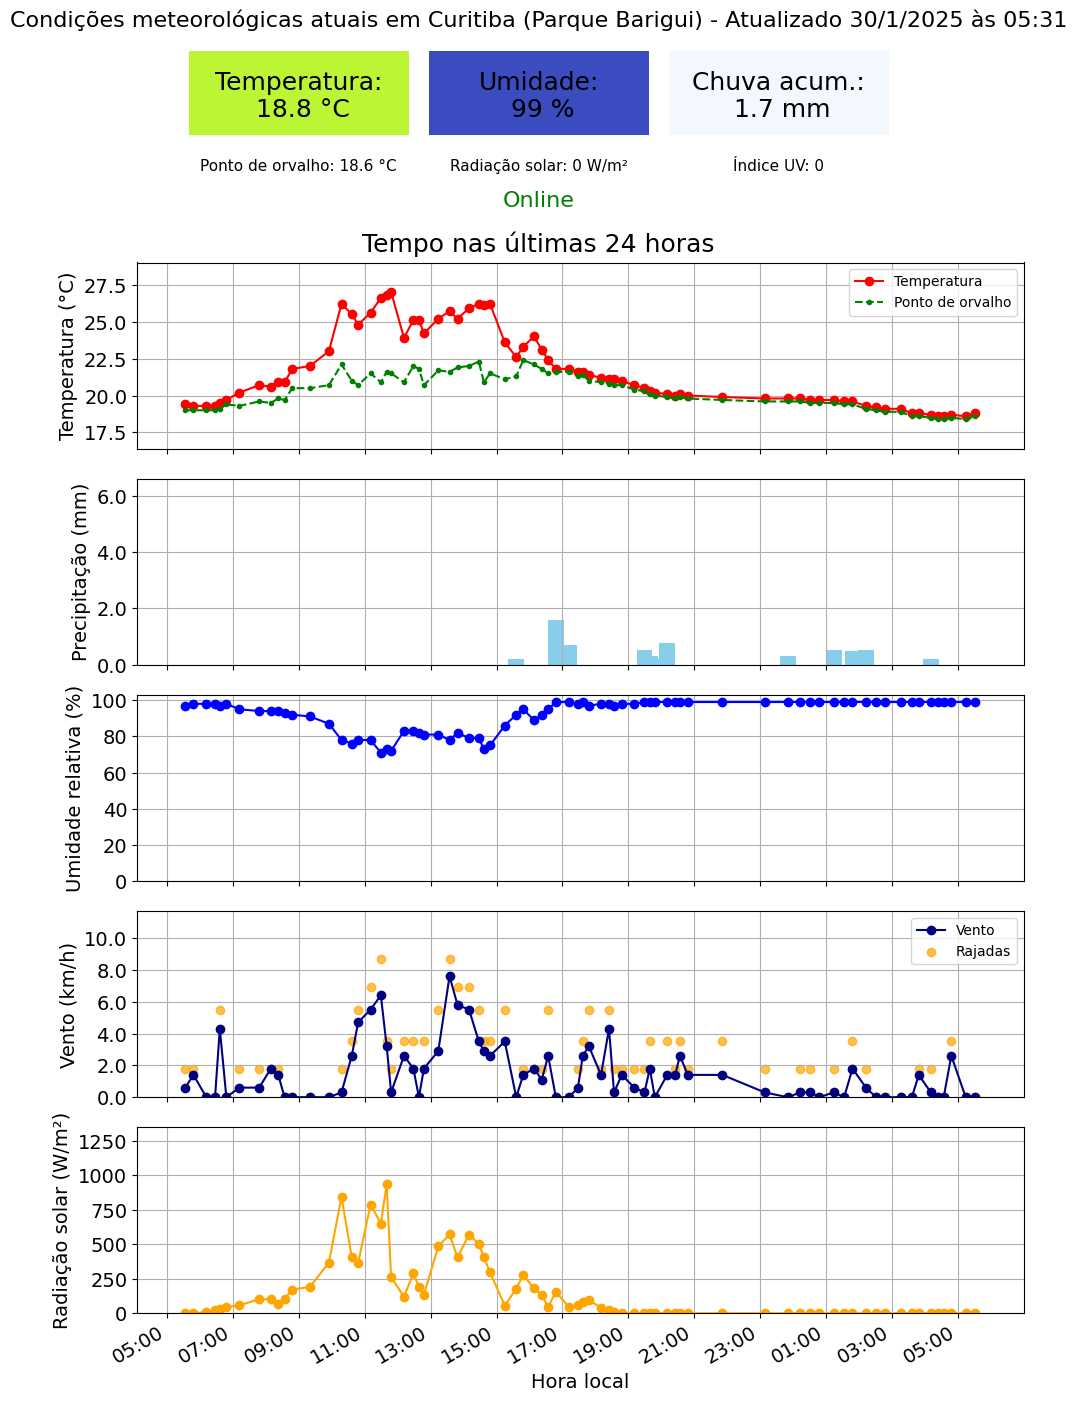 Condições meteorológicas atuais em Curitiba (Parque Barigui) - Atualizado 30/1/2025 às 05:31
Temperatura:
18.8 °C
Umidade:
99 %
Chuva acum.:
1.7 mm
Ponto de orvalho: 18.6 °C
Radiação solar: 0 W/m²
Índice UV: 0
Online
Tempo nas últimas 24 horas
Temperatura (°C)
27.5
25.0
22.5
20.0
17.5
Temperatura
Ponto de orvalho
Precipitação (mm)
6.0
4.0
2.0
0.0
Umidade relativa (%)
100
80
60
40
20
0
Vento (km/h)
10.0
8.0
6.0
4.0
2.0
0.0
Vento
Rajadas
Radiação solar (W/m²)
1250
1000
750
500
250
0
05:00
07:00
09:00
11:00
13:00
15:00
17:00
19:00
21:00
23:00
01:00
03:00
05:00
Hora local